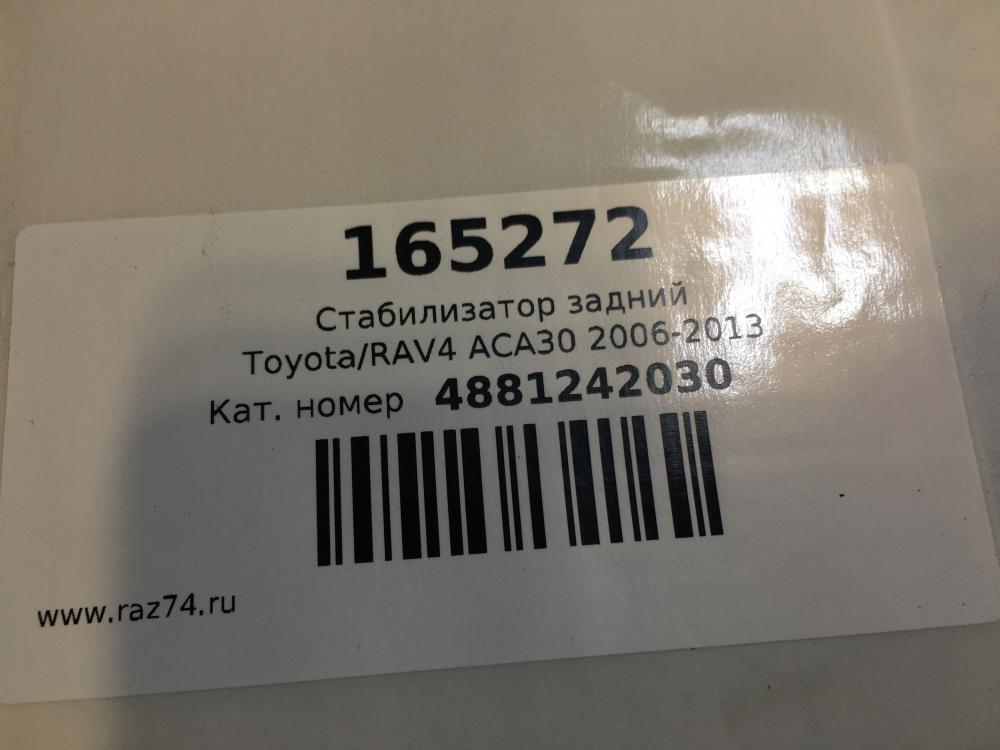 165272
Стабилизатор задний
Toyota/RAV4 ACA30 2006-2013
Кат. номер 4881242030
www.raz74.ru